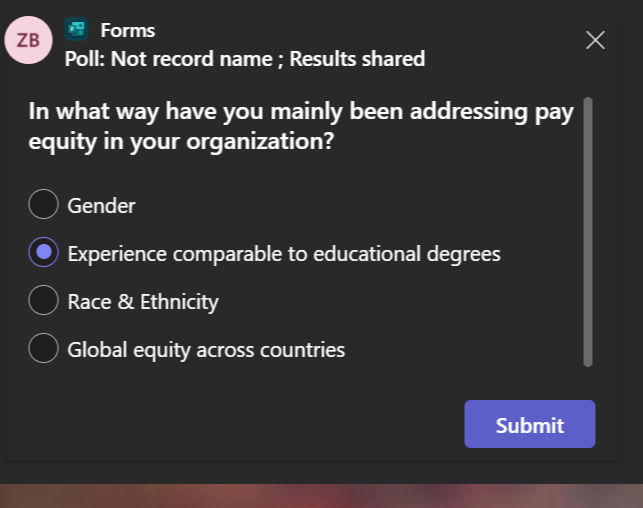 ZB
Forms
Poll: Not record name ; Results shared
In what way have you mainly been addressing pay
equity in your organization?
Gender
Experience comparable to educational degrees
Race & Ethnicity
Global equity across countries
Submit